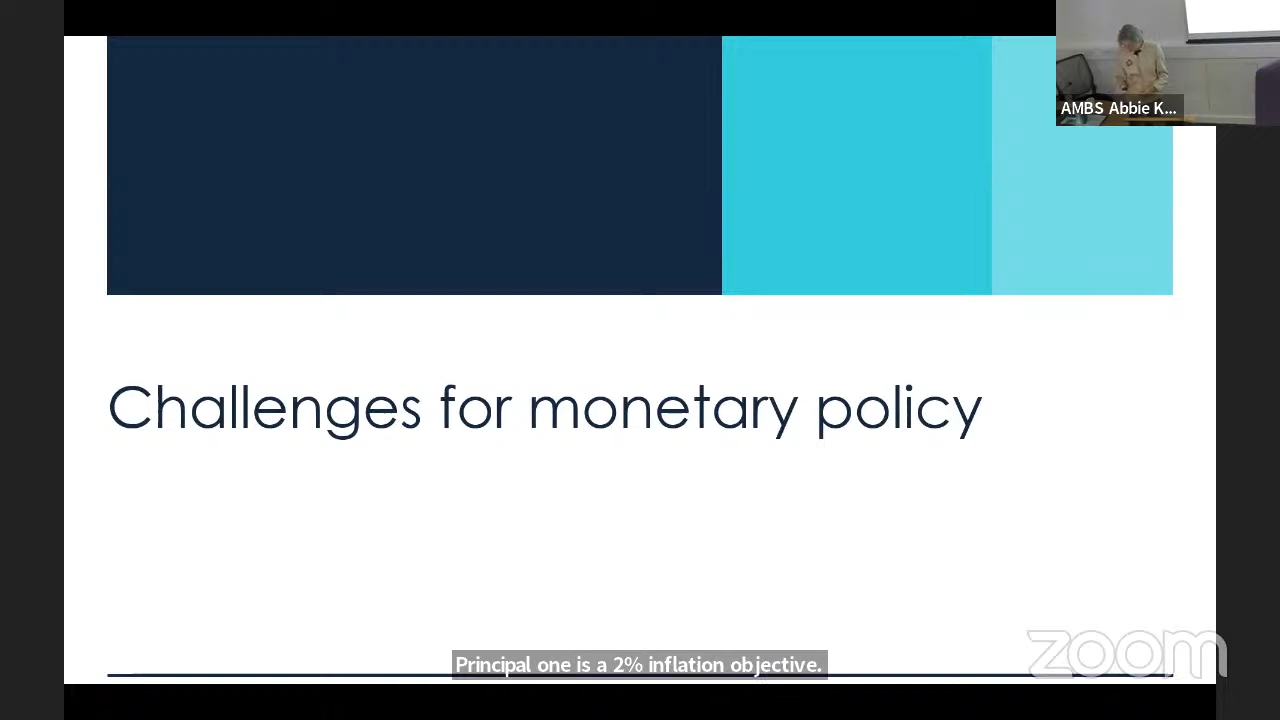 AMBS Abbie K...
Challenges for monetary policy
Principal one is a 2% inflation objective.
zoom